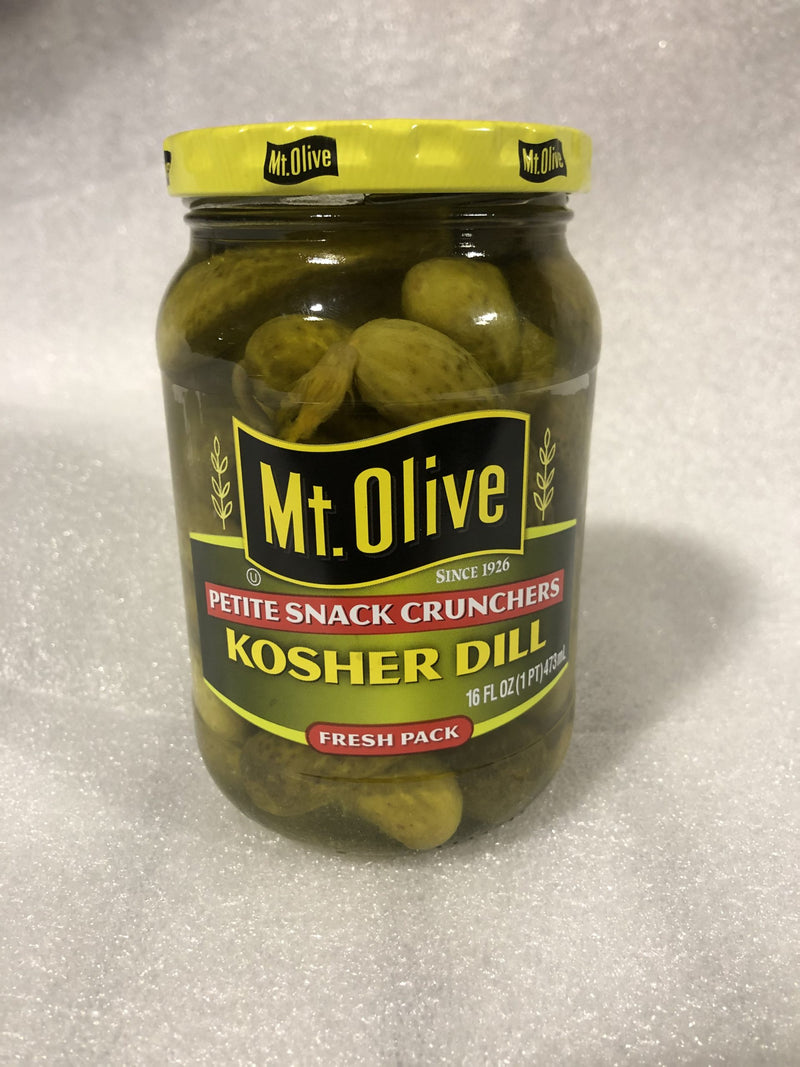 Mt.Olive
Mt.Olive
Mt.Olive
SINCE 1926
U
PETITE SNACK CRUNCHERS
KOSHER DILL
16 FL OZ (1 PT) 473mL
FRESH PACK